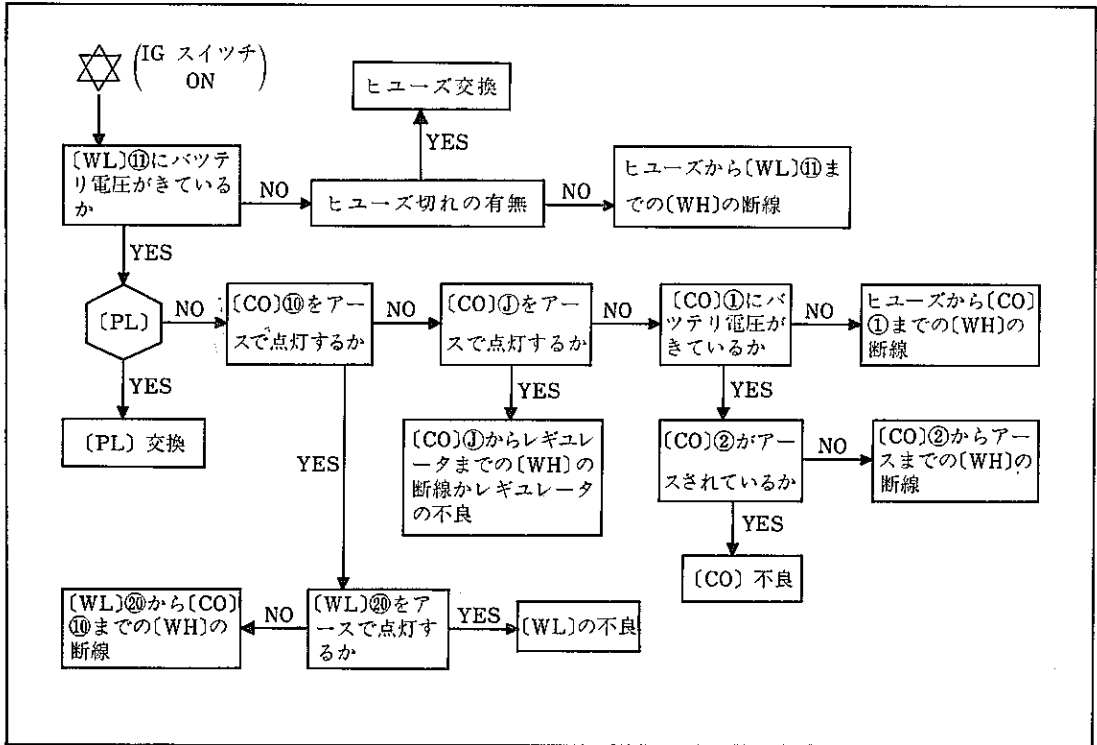 (IG スイツチ
ON)
ヒユーズ交換
YES
〔WL〕⑪にバツテ
リ電圧がきている
か
NO
ヒユーズ切れの有無
NO
ヒユーズから〔WL〕⑪ま
での〔WH〕の断線
YES
〔PL〕
NO
〔CO〕⑩をアー
スで点灯するか
NO
〔CO〕Ⓙをアー
スで点灯するか
NO
〔CO〕①にバ
ツテリ電圧が
きているか
NO
ヒユーズから〔CO〕
①までの〔WH〕の
断線
YES
〔PL〕交換
YES
YES
〔CO〕Ⓙからレギユレ
ータまでの〔WH〕の
断線かレギユレータ
の不良
YES
〔CO〕②がアー
スされているか
NO
〔CO〕②からアー
スまでの〔WH〕の
断線
YES
〔CO〕不良
〔WL〕⑳から〔CO〕
⑩までの〔WH〕の
断線
NO
〔WL〕⑳をア
ースで点灯す
るか
YES
〔WL〕の不良